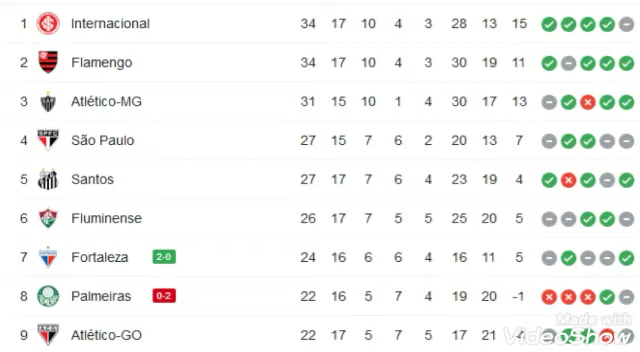 1 Internacional 34 17 10 4 3 28 13 15
2 Flamengo 34 17 10 4 3 30 19 11
3 Atlético-MG 31 15 10 1 4 30 17 13
4 São Paulo 27 15 7 6 2 20 13 7
5 Santos 27 17 7 6 4 23 19 4
6 Fluminense 26 17 7 5 5 25 20 5
7 Fortaleza 2-0 24 16 6 6 4 16 11 5
8 Palmeiras 0-2 22 16 5 7 4 19 20 -1
9 Atlético-GO 22 17 5 7 5 17 21
Made with
VideoShow